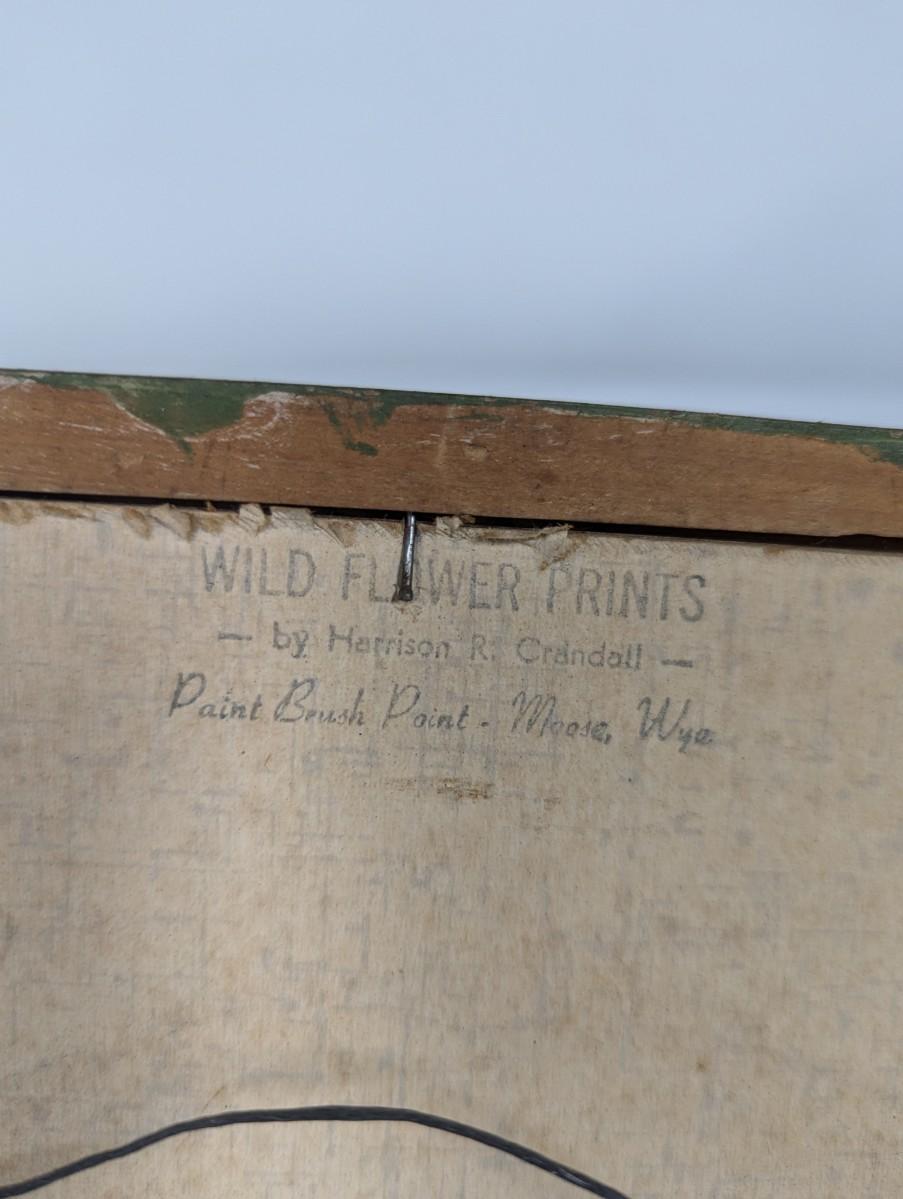 WILD FLOWER PRINTS
— by Harrison R. Crandall —
Paint Brush Point - Moose, Wyo.